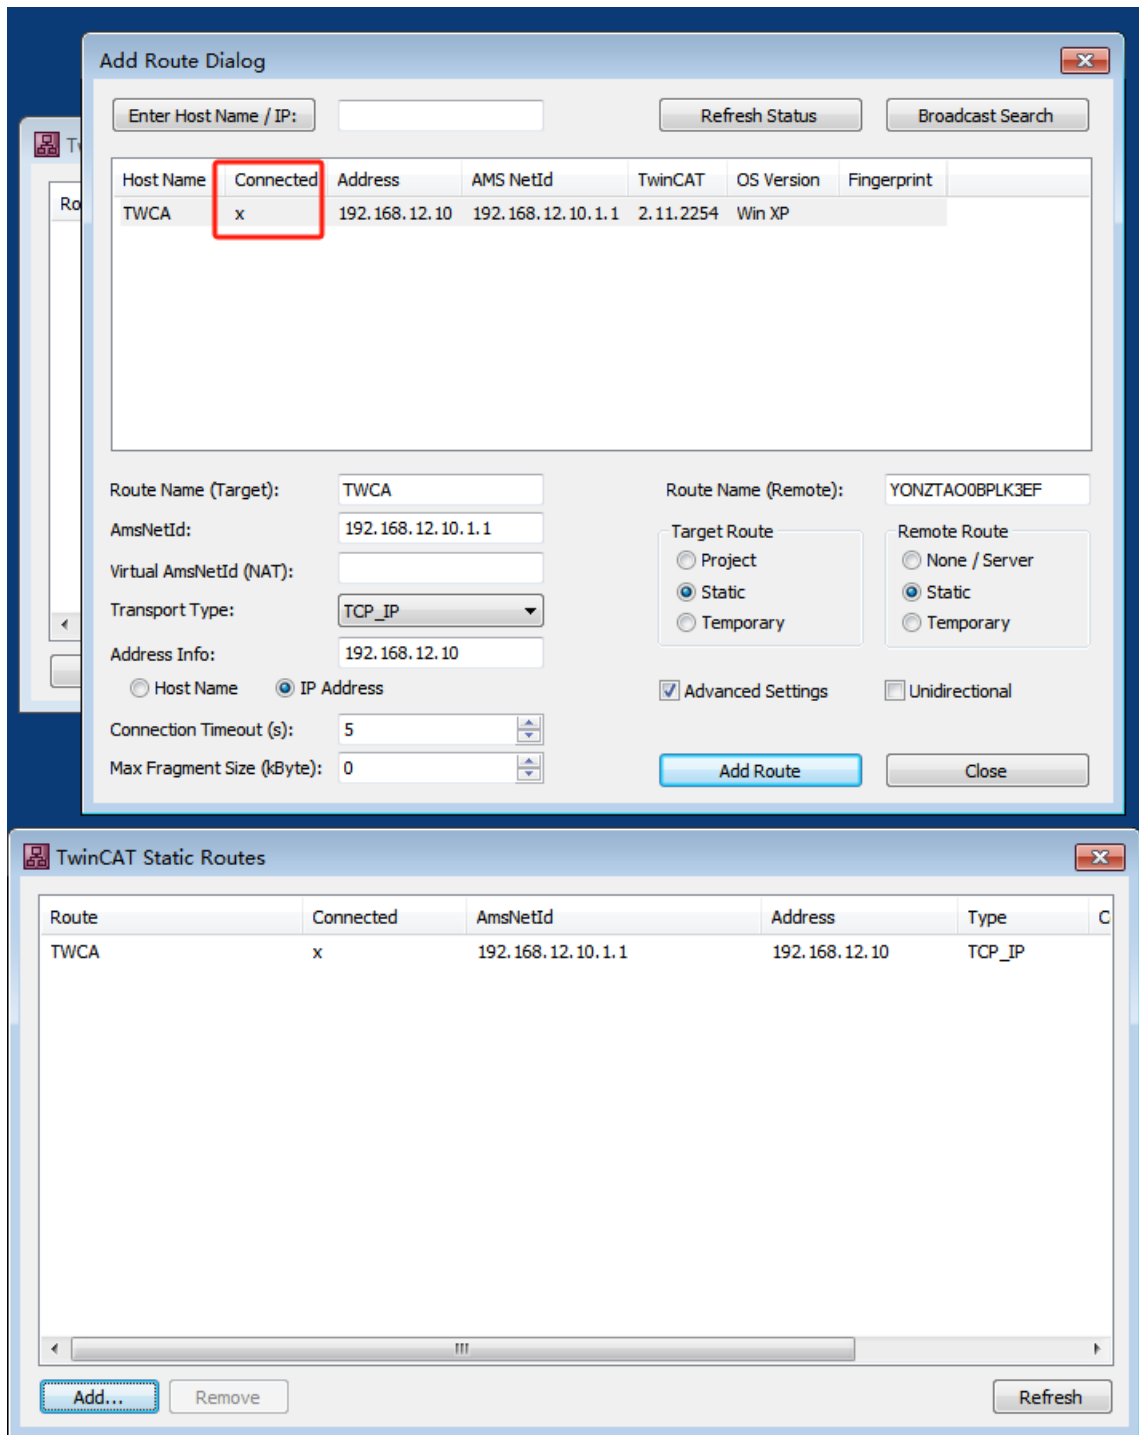 Add Route Dialog
Enter Host Name / IP: Refresh Status Broadcast Search
Tw
Ro
Host Name Connected Address AMS NetId TwinCAT OS Version Fingerprint
TWCA x 192.168.12.10 192.168.12.10.1.1 2.11.2254 Win XP
Route Name (Target): TWCA Route Name (Remote): YONZTAO0BPLK3EF
AmsNetId: 192.168.12.10.1.1 Target Route Remote Route
Virtual AmsNetId (NAT): Project None / Server
Transport Type: TCP_IP Static Static
Temporary Temporary
Address Info: 192.168.12.10
Host Name IP Address Advanced Settings Unidirectional
Connection Timeout (s): 5
Max Fragment Size (kByte): 0 Add Route Close
TwinCAT Static Routes
Route Connected AmsNetId Address Type C
TWCA x 192.168.12.10.1.1 192.168.12.10 TCP_IP
Add... Remove Refresh